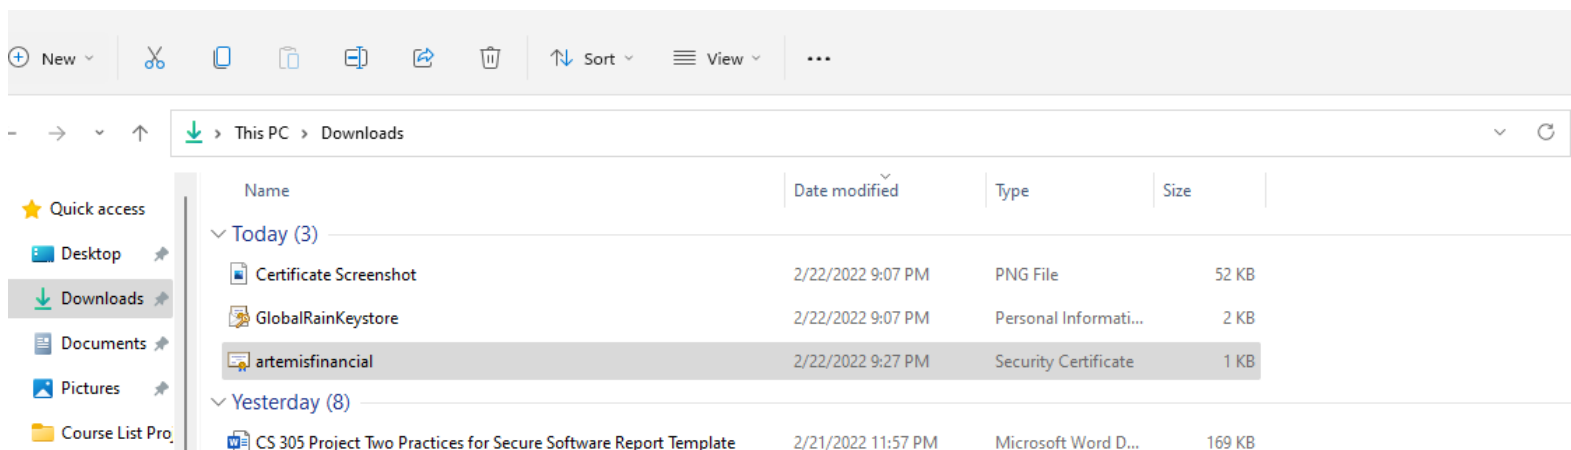 New Sort View
This PC > Downloads
Name Date modified Type Size
Quick access
Today (3)
Desktop
Certificate Screenshot 2/22/2022 9:07 PM PNG File 52 KB
Downloads
GlobalRainKeystore 2/22/2022 9:07 PM Personal Informati... 2 KB
Documents
artemisfinancial 2/22/2022 9:27 PM Security Certificate 1 KB
Pictures
Yesterday (8)
Course List Proj
CS 305 Project Two Practices for Secure Software Report Template 2/21/2022 11:57 PM Microsoft Word D... 169 KB